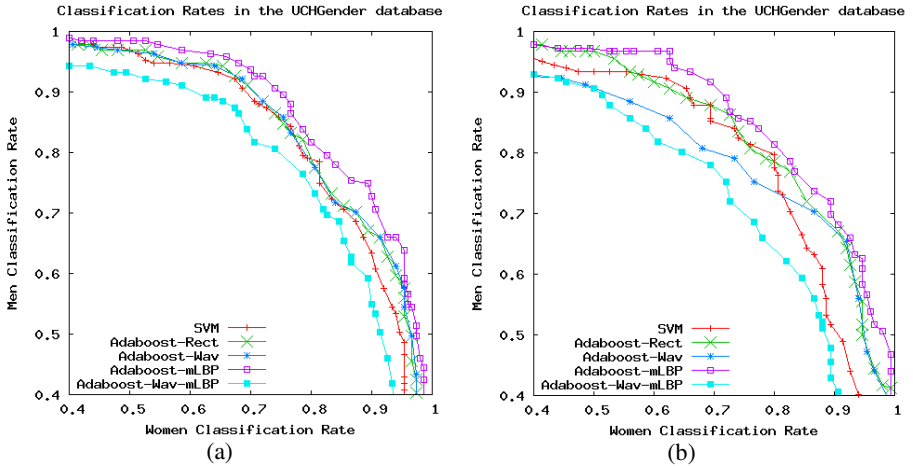 Classification Rates in the UCHGender database
Men Classification Rate
1
0.9
0.8
0.7
0.6
0.5
0.4
SVM
Adaboost-Rect
Adaboost-Wav
Adaboost-mLBP
Adaboost-Wav-mLBP
0.4 0.5 0.6 0.7 0.8 0.9 1
Women Classification Rate
(a)
Classification Rates in the UCHGender database
Men Classification Rate
1
0.9
0.8
0.7
0.6
0.5
0.4
SVM
Adaboost-Rect
Adaboost-Wav
Adaboost-mLBP
Adaboost-Wav-mLBP
0.4 0.5 0.6 0.7 0.8 0.9 1
Women Classification Rate
(b)